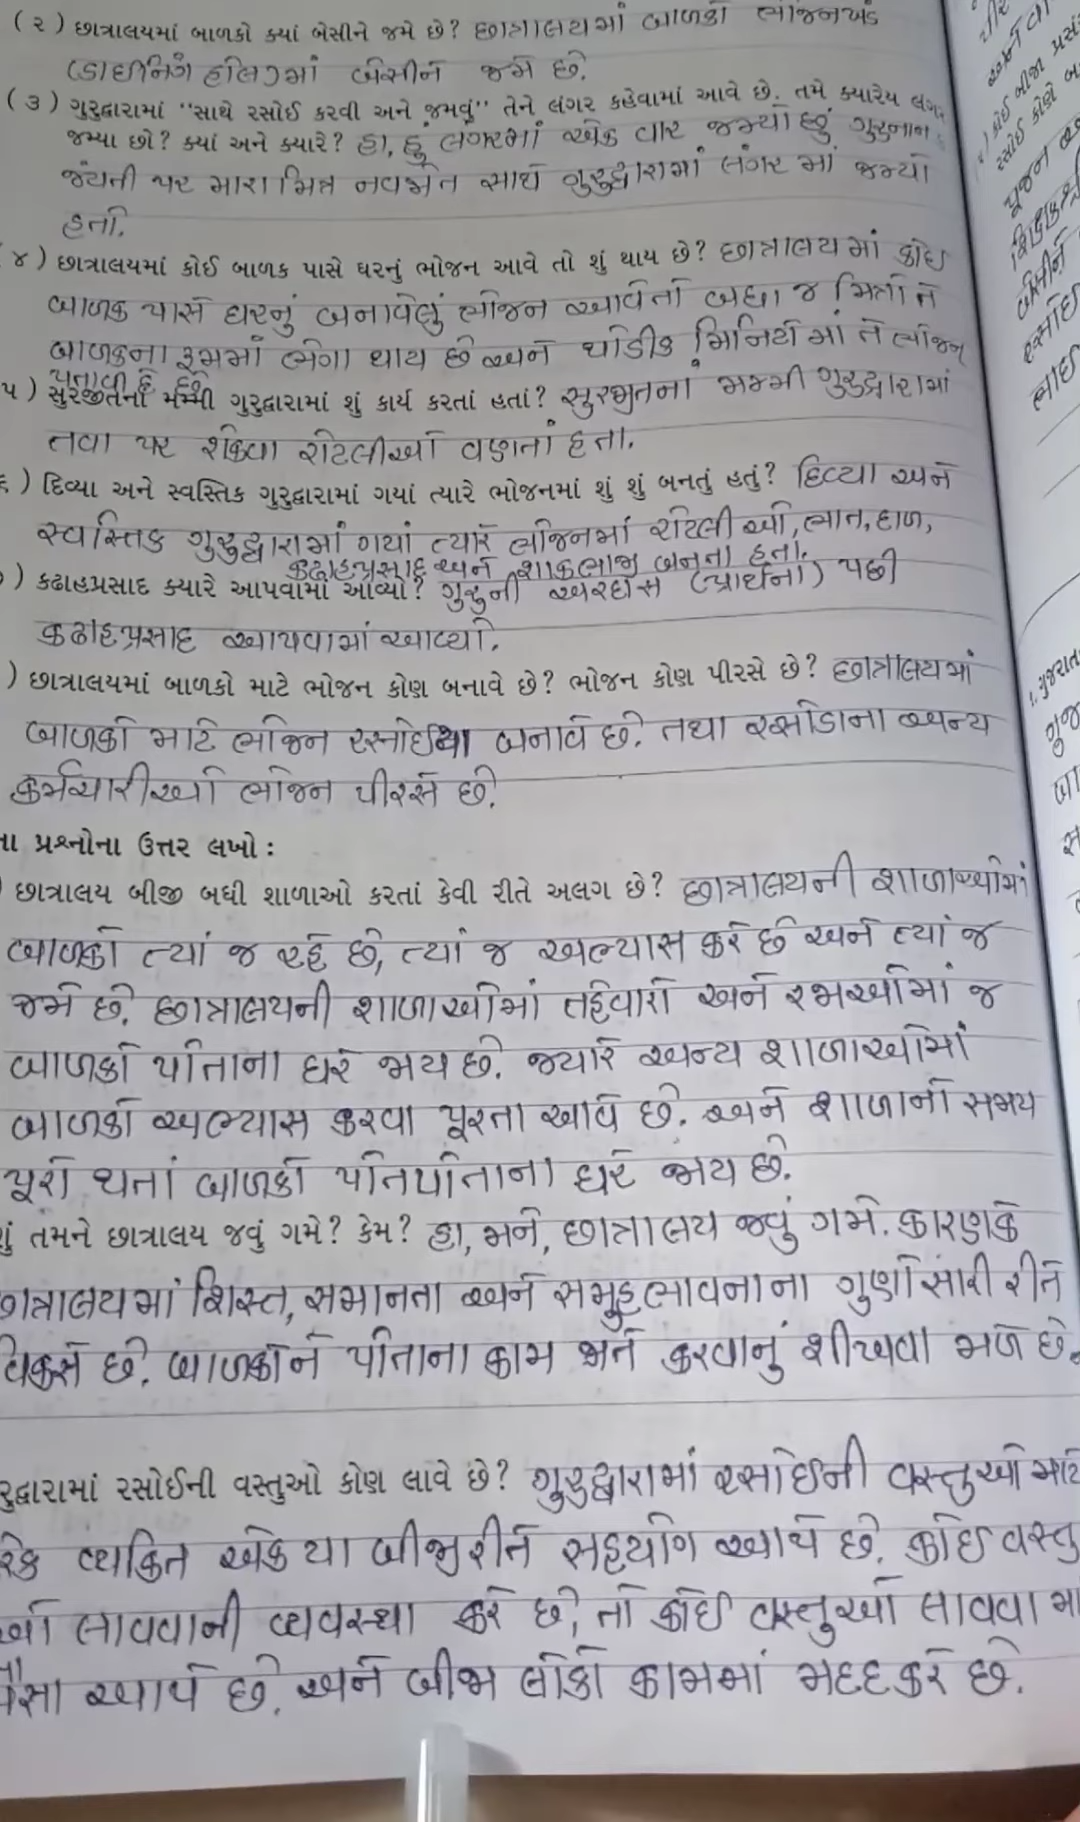 (૨) છાત્રાલયમાં બાળકો ક્યાં બેસીને જમે છે? છાત્રાલયમાં બાળકો ભોજનખંડ
(ડાઈનિંગ હૉલ)માં બેસીને જમે છે.
(૩) ગુરુદ્વારામાં "સાથે રસોઈ કરવી અને જમવું" તેને લંગર કહેવામાં આવે છે. તમે ક્યારેય લંગર
જમ્યા છો? ક્યાં અને ક્યારે? હા, હું લંગરમાં એક વાર જમ્યો છું ગુરુનાનક
જયંતી પર મારા મિત્ર નવજીત સાથે ગુરુદ્વારામાં લંગર માં જમ્યો
હતો.
૪) છાત્રાલયમાં કોઈ બાળક પાસે ઘરનું ભોજન આવે તો શું થાય છે? છાત્રાલય માં કોઈ
બાળક પાસે ઘરનું બનાવેલું ભોજન આવેતો બધા જ મિત્રો તે
બાળકના રૂમમાં ભેગા થાય છે અને થોડીક મિનિટો માં તે ભોજન
પતાવી દે છે.
૫) સુરજીતનાં મમ્મી ગુરુદ્વારામાં શું કાર્ય કરતાં હતાં? સુરજીતનાં મમ્મી ગુરુદ્વારામાં
તવા પર શેકવા રોટલીઓ વણતાં હતા.
૬) દિવ્યા અને સ્વસ્તિક ગુરુદ્વારામાં ગયાં ત્યારે ભોજનમાં શું શું બનતું હતું? દિવ્યા અને
સ્વસ્તિક ગુરુદ્વારામાં ગયાં ત્યારે ભોજનમાં રોટલી ઓ, ભાત, દાળ,
કઢાહપ્રસાદ અને શાકભાજી બનતા હતા.
) કઢાહપ્રસાદ ક્યારે આપવામાં આવ્યો? ગુરુની અરદાસ (પ્રાર્થના) પછી
કઢાહપ્રસાદ આપવામાં આવ્યો.
) છાત્રાલયમાં બાળકો માટે ભોજન કોણ બનાવે છે? ભોજન કોણ પીરસે છે? છાત્રાલયમાં
બાળકો માટે ભોજન રસોઈયા બનાવે છે. તથા રસોડાના અન્ય
કર્મચારીઓ ભોજન પીરસે છે.
ના પ્રશ્નોના ઉત્તર લખો :
છાત્રાલય બીજી બધી શાળાઓ કરતાં કેવી રીતે અલગ છે? છાત્રાલયની શાળાઓમાં
બાળકો ત્યાં જ રહે છે, ત્યાં જ અભ્યાસ કરે છે અને ત્યાં જ
જમે છે. છાત્રાલયની શાળાઓમાં તહેવારો અને રજાઓમાં જ
બાળકો પોતાના ઘરે જાય છે. જ્યારે અન્ય શાળાઓમાં
બાળકો અભ્યાસ કરવા પૂરતા આવે છે. અને શાળાનો સમય
પૂરો થતાં બાળકો પોતપોતાના ઘરે જાય છે.
શું તમને છાત્રાલય જવું ગમે? કેમ? હા, મને, છાત્રાલય જવું ગમે. કારણકે
છાત્રાલયમાં શિસ્ત, સમાનતા અને સમુહભાવનાના ગુણો સારી રીતે
વિકસે છે. બાળકોને પોતાના કામ જાતે કરવાનું શીખવા મળે છે.
રુદ્વારામાં રસોઈની વસ્તુઓ કોણ લાવે છે? ગુરુદ્વારામાં રસોઈની વસ્તુઓ માટે
રેક વ્યક્તિ એક યા બીજી રીતે સહયોગ આપે છે. કોઈ વસ્તુ
ઓ લાવવાની વ્યવસ્થા કરે છે, તો કોઈ વસ્તુઓ લાવવા મા
પૈસા આપે છે. અને બીજા લોકો કામમાં મદદ કરે છે.